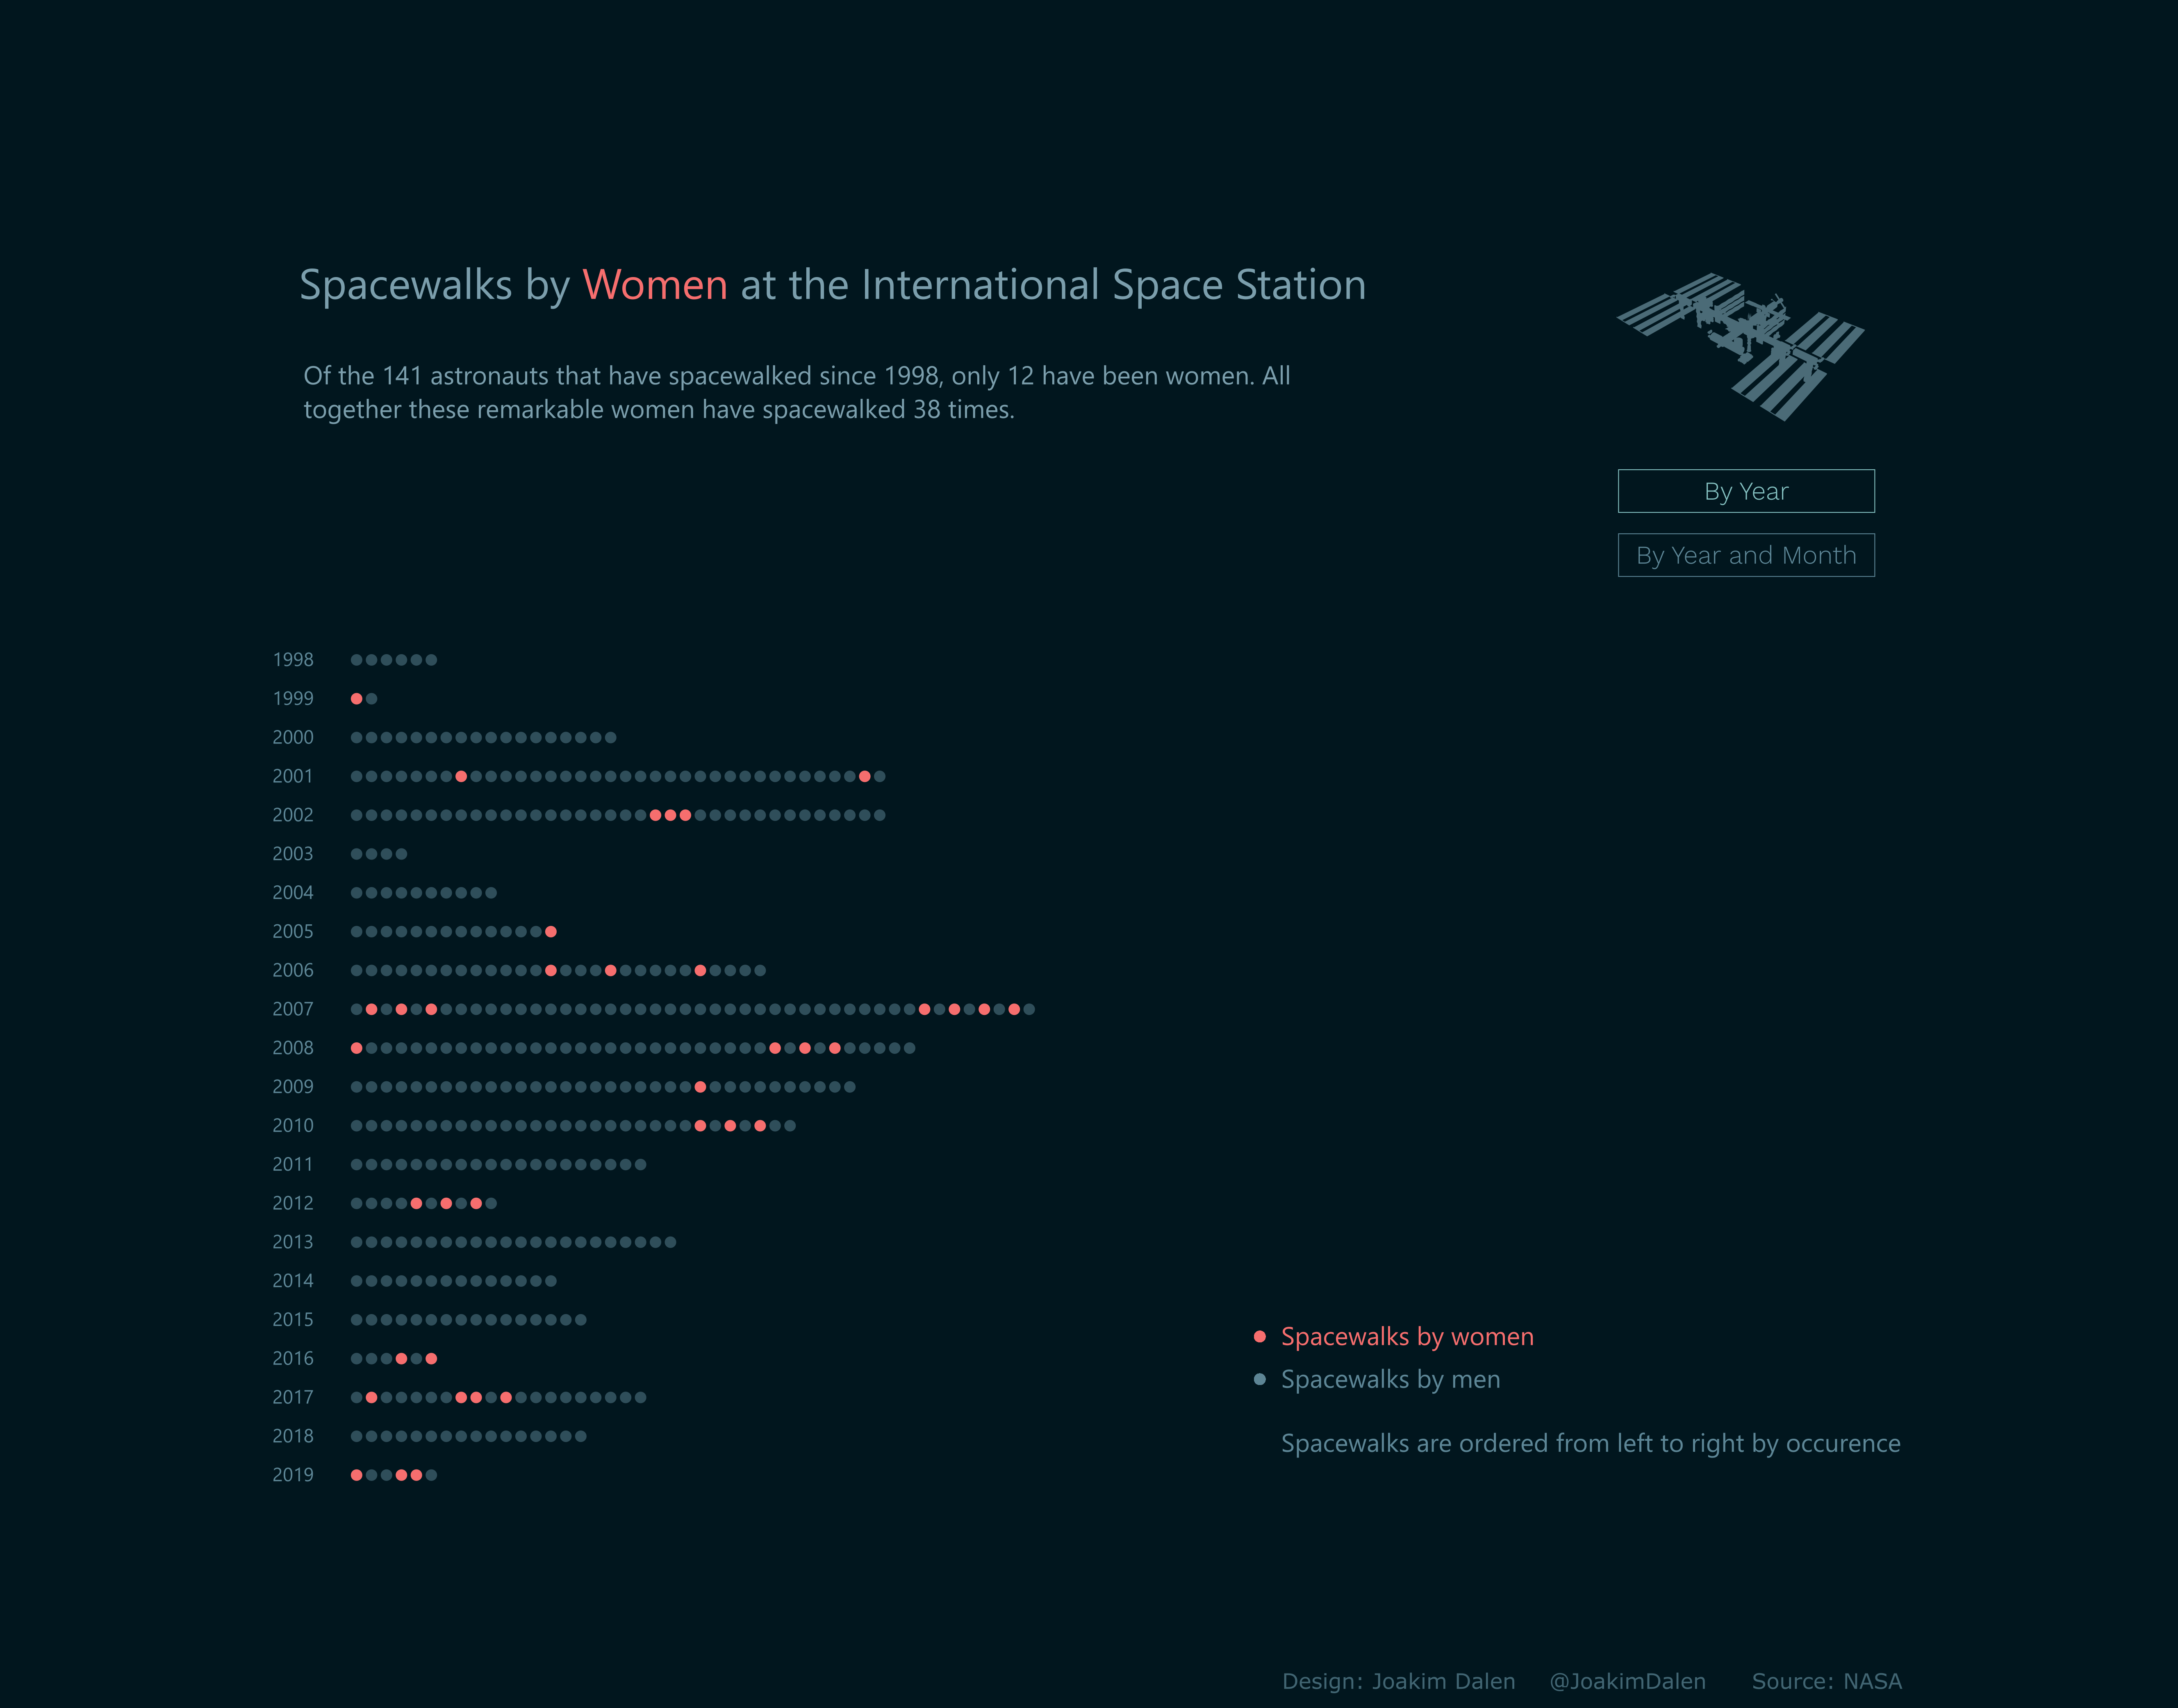 Spacewalks by Women at the International Space Station
Of the 141 astronauts that have spacewalked since 1998, only 12 have been women. All
together these remarkable women have spacewalked 38 times.
By Year
By Year and Month
1998
1999
2000
2001
2002
2003
2004
2005
2006
2007
2008
2009
2010
2011
2012
2013
2014
2015
2016
2017
2018
2019
Spacewalks by women
Spacewalks by men
Spacewalks are ordered from left to right by occurence
Design: Joakim Dalen @JoakimDalen Source: NASA